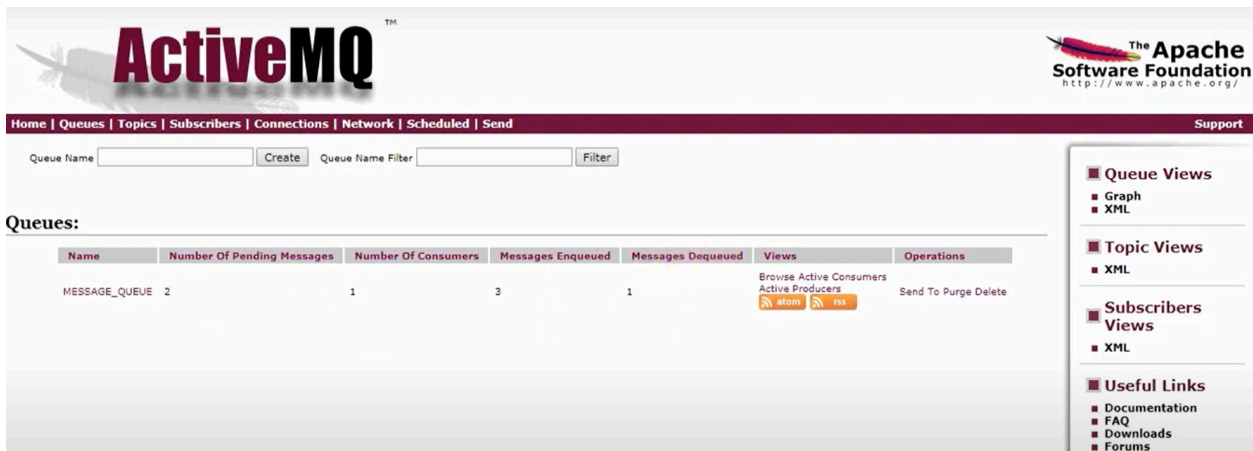 ActiveMQ™
The Apache
Software Foundation
http://www.apache.org/
Home | Queues | Topics | Subscribers | Connections | Network | Scheduled | Send
Support
Queue Name Create Queue Name Filter Filter
Queues:
Name Number Of Pending Messages Number Of Consumers Messages Enqueued Messages Dequeued Views Operations
MESSAGE_QUEUE 2 1 3 1
Browse Active Consumers
Active Producers
atom rss
Send To Purge Delete
Queue Views
Graph
XML
Topic Views
XML
Subscribers
Views
XML
Useful Links
Documentation
FAQ
Downloads
Forums